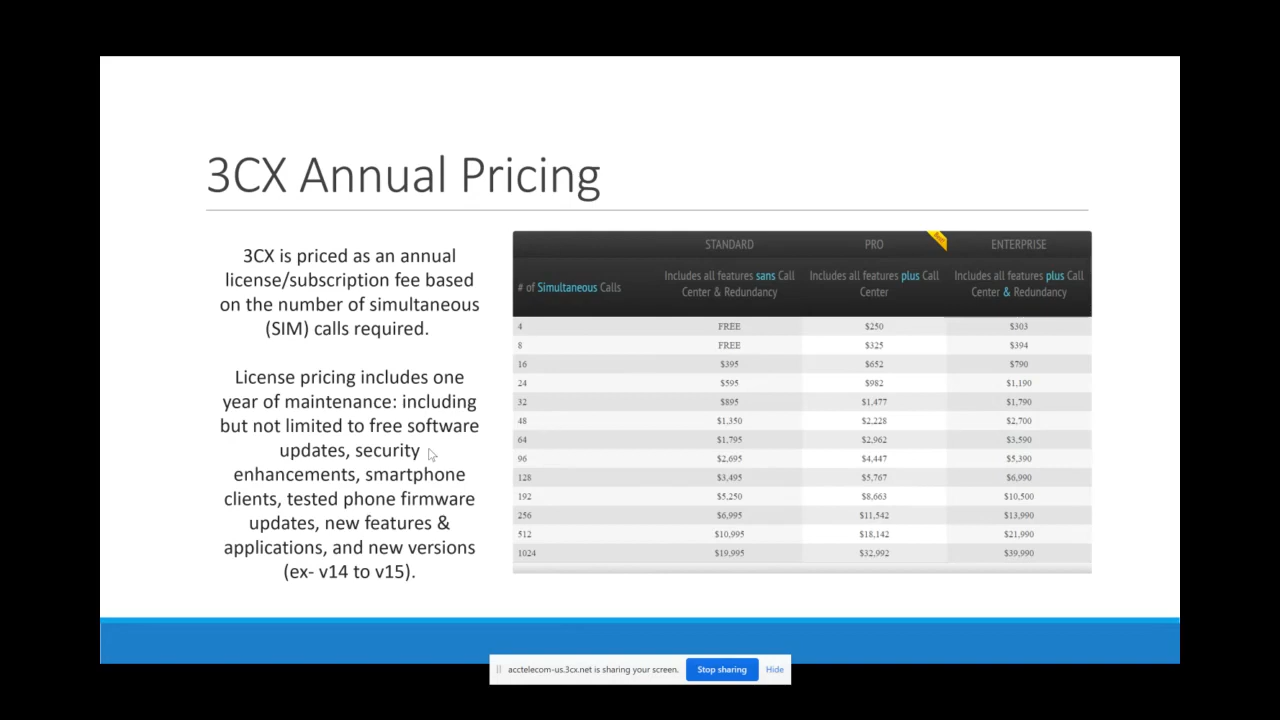 3CX Annual Pricing
3CX is priced as an annual
license/subscription fee based
on the number of simultaneous
(SIM) calls required.
License pricing includes one
year of maintenance: including
but not limited to free software
updates, security
enhancements, smartphone
clients, tested phone firmware
updates, new features &
applications, and new versions
(ex- v14 to v15).
STANDARD PRO ENTERPRISE
# of Simultaneous Calls
Includes all features sans Call
Center & Redundancy
Includes all features plus Call
Center
Includes all features plus Call
Center & Redundancy
4 FREE $250 $303
8 FREE $325 $394
16 $395 $652 $790
24 $595 $982 $1,190
32 $895 $1,477 $1,790
48 $1,350 $2,228 $2,700
64 $1,795 $2,962 $3,590
96 $2,695 $4,447 $5,390
128 $3,495 $5,767 $6,990
192 $5,250 $8,663 $10,500
256 $6,995 $11,542 $13,990
512 $10,995 $18,142 $21,990
1024 $19,995 $32,992 $39,990
acctelecom-us.3cx.net is sharing your screen. Stop sharing Hide